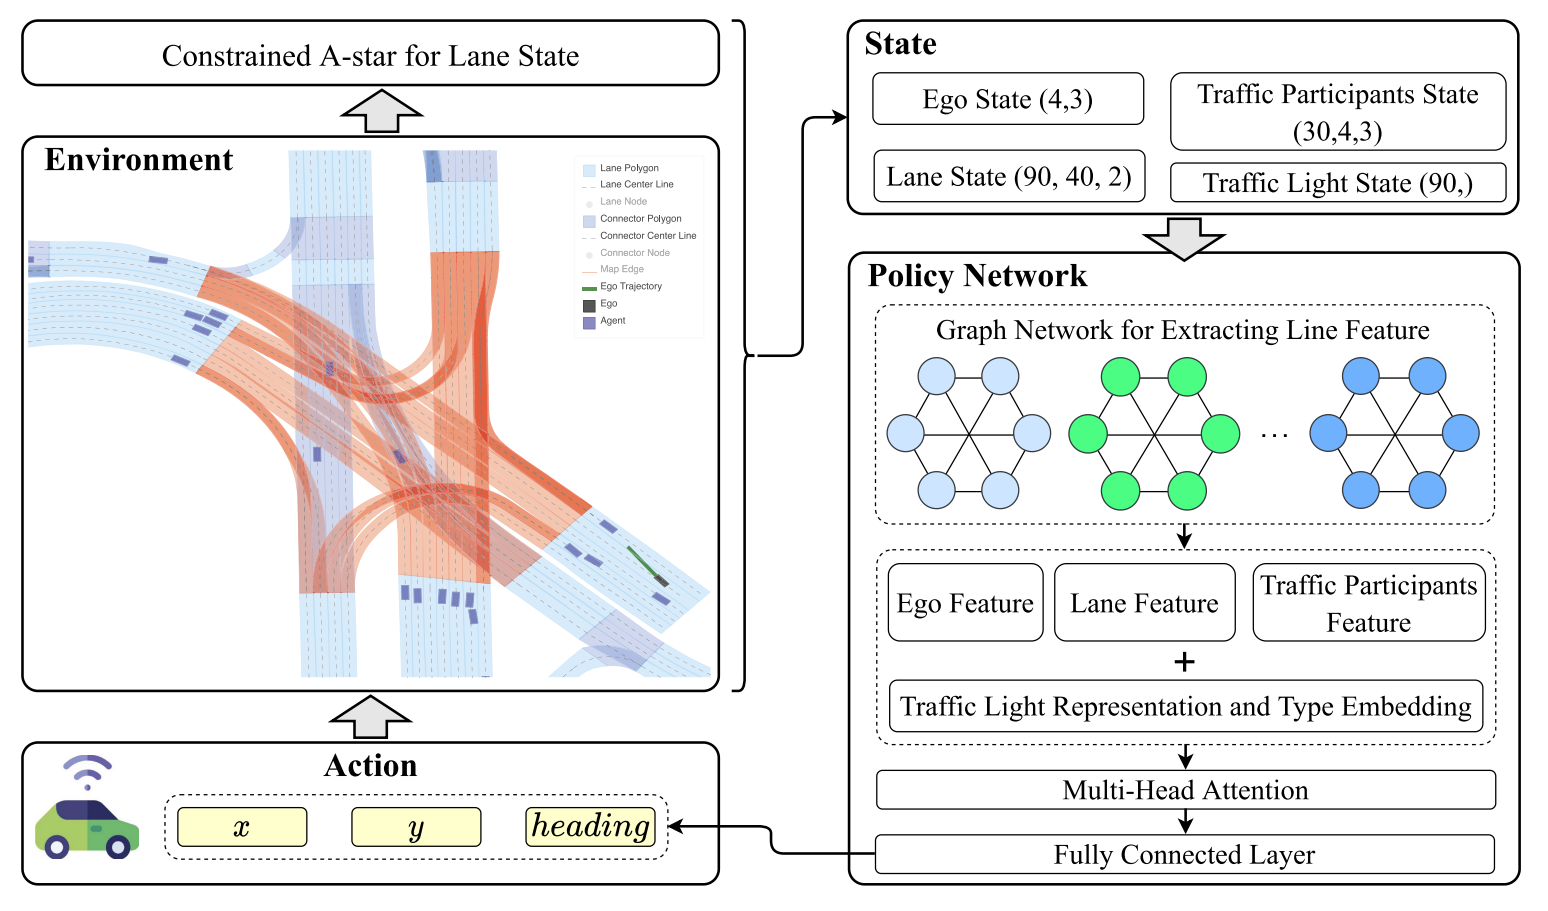 Constrained A-star for Lane State
Environment
Lane Polygon
Lane Center Line
Lane Node
Connector Polygon
Connector Center Line
Connector Node
Map Edge
Ego Trajectory
Ego
Agent
Action
x
y
heading
State
Ego State (4,3)
Traffic Participants State
(30,4,3)
Lane State (90, 40, 2)
Traffic Light State (90,)
Policy Network
Graph Network for Extracting Line Feature
...
Ego Feature
Lane Feature
Traffic Participants
Feature
+
Traffic Light Representation and Type Embedding
Multi-Head Attention
Fully Connected Layer